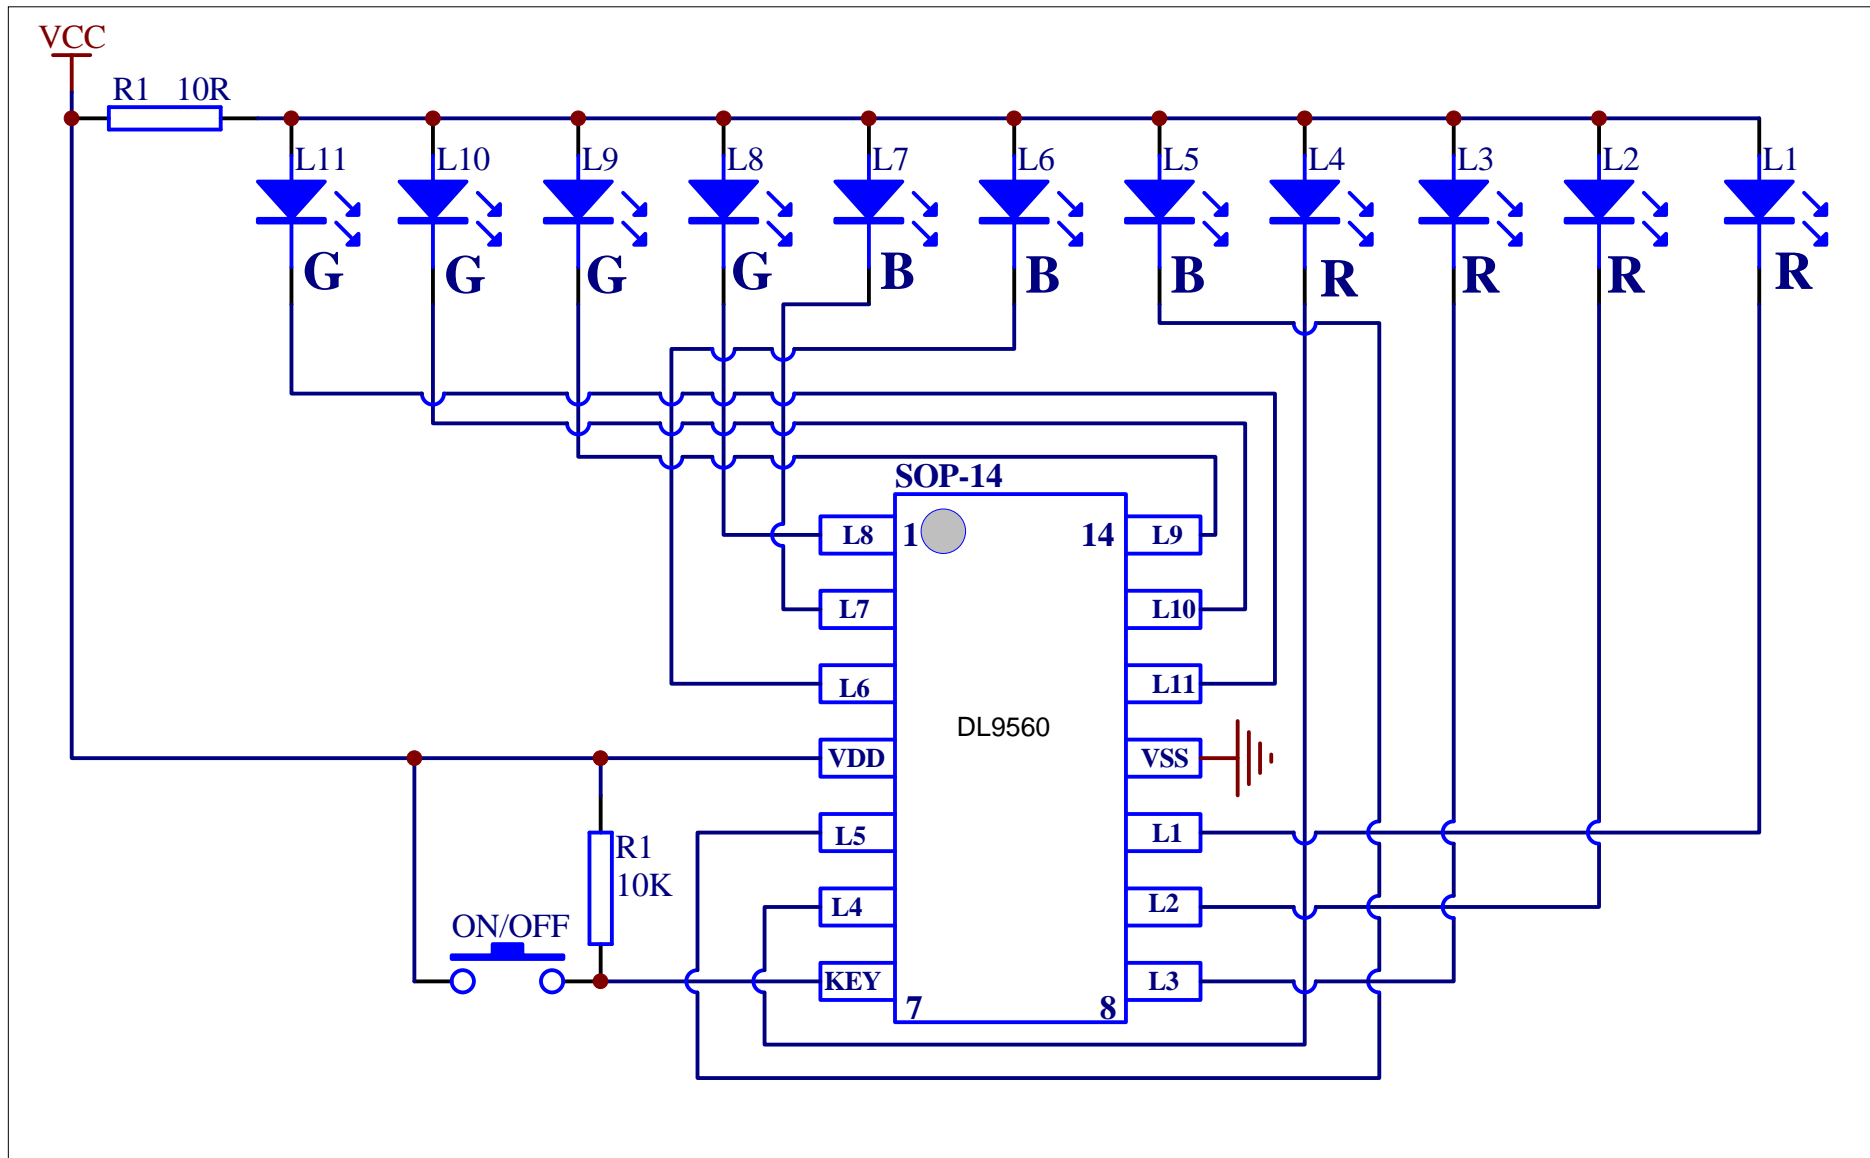 VCC
R1 10R
L11 L10 L9 L8 L7 L6 L5 L4 L3 L2 L1
G G G G B B B R R R R
SOP-14
1 14
L8 L9
L7 L10
L6 L11
DL9560
VDD VSS
L5 L1
R1
10K
L4 L2
ON/OFF
KEY L3
7 8